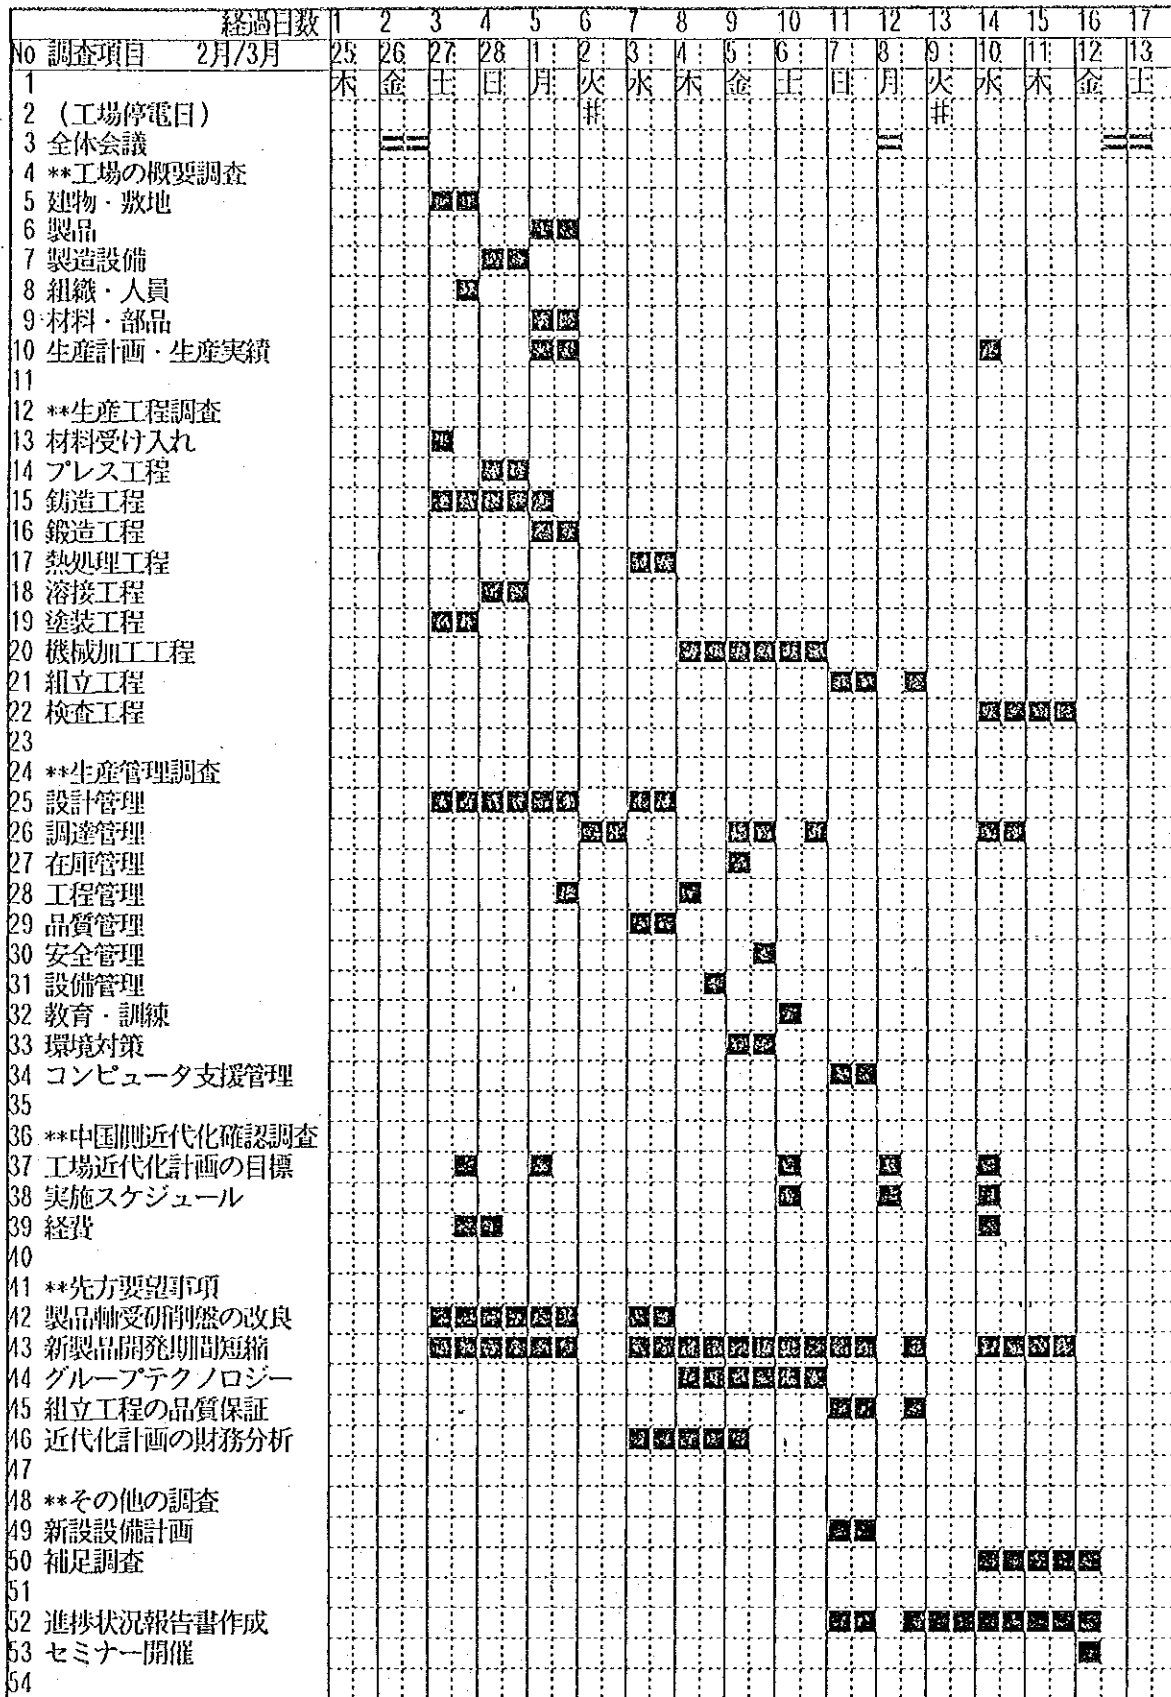 経過日数 1 2 3 4 5 6 7 8 9 10 11 12 13 14 15 16 17
No 調査項目 2月/3月 25 26 27 28 1 2 3 4 5 6 7 8 9 10 11 12 13
1 木 金 土 日 月 火 水 木 金 土 日 月 火 水 木 金 土
2 (工場停電日) # #
3 全体会議
4 **工場の概要調査
5 建物・敷地
6 製品
7 製造設備
8 組織・人員
9 材料・部品
10 生産計画・生産実績
11
12 **生産工程調査
13 材料受け入れ
14 プレス工程
15 鋳造工程
16 鍛造工程
17 熱処理工程
18 溶接工程
19 塗装工程
20 機械加工工程
21 組立工程
22 検査工程
23
24 **生産管理調査
25 設計管理
26 調達管理
27 在庫管理
28 工程管理
29 品質管理
30 安全管理
31 設備管理
32 教育・訓練
33 環境対策
34 コンピュータ支援管理
35
36 **中国側近代化確認調査
37 工場近代化計画の目標
38 実施スケジュール
39 経費
40
41 **先方要望事項
42 製品軸受研削盤の改良
43 新製品開発期間短縮
44 グループテクノロジー
45 組立工程の品質保証
46 近代化計画の財務分析
47
48 **その他の調査
49 新設設備計画
50 補足調査
51
52 進捗状況報告書作成
53 セミナー開催
54